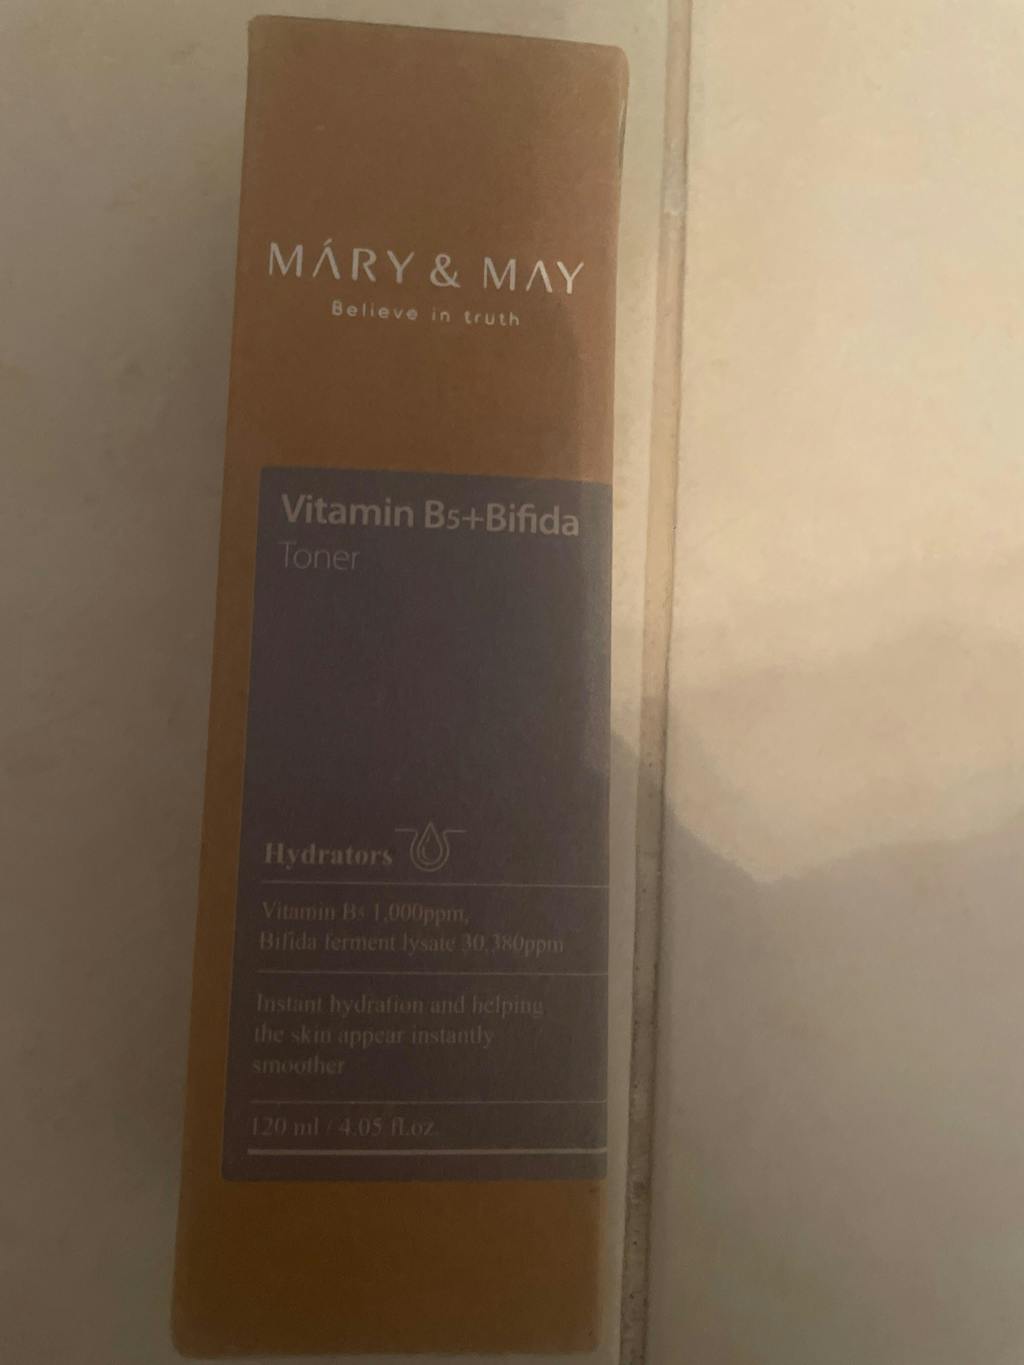 MÁRY & MAY
Believe in truth
Vitamin B5+Bifida
Toner
Hydrators
Vitamin B5 1,000ppm,
Bifida ferment lysate 30,380ppm
Instant hydration and helping
the skin appear instantly
smoother
120 ml / 4.05 fl.oz.